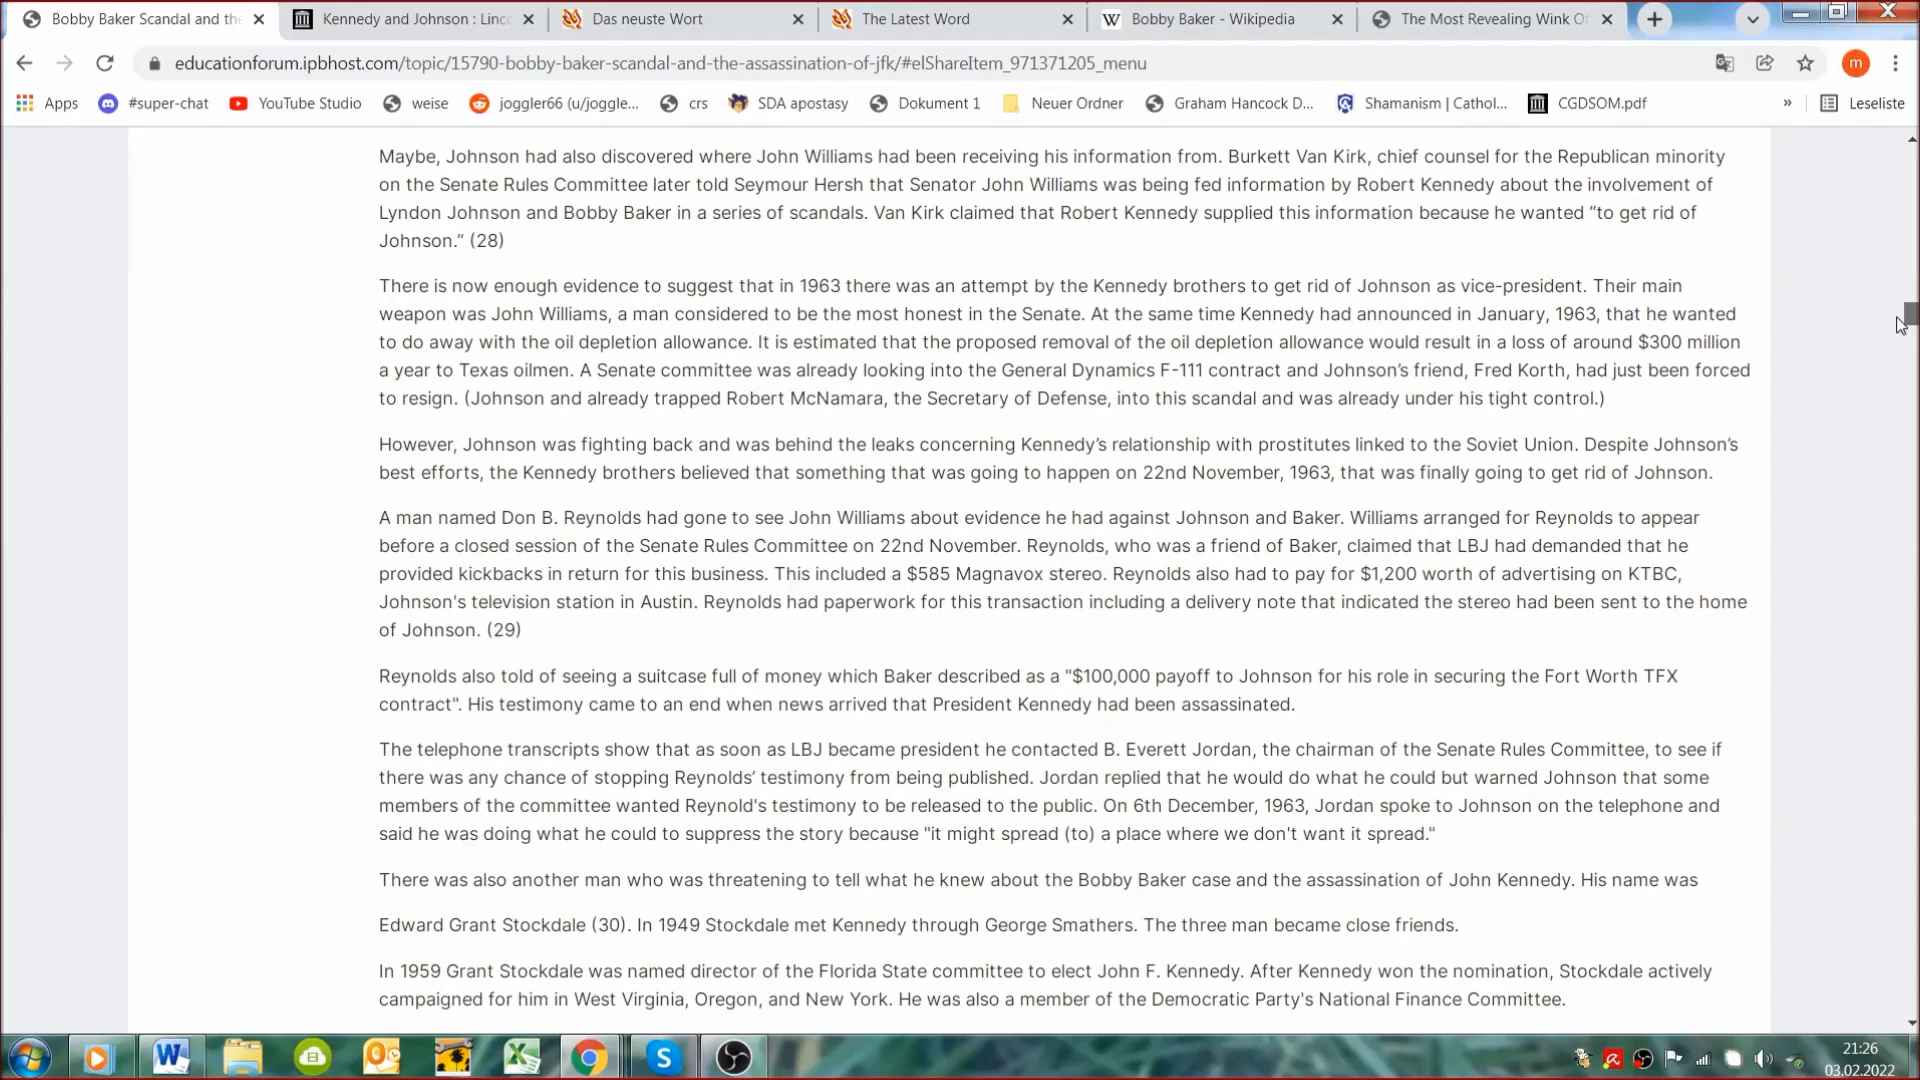 Bobby Baker Scandal and the
Kennedy and Johnson : Linco
Das neuste Wort
The Latest Word
Bobby Baker - Wikipedia
The Most Revealing Wink Of
educationforum.ipbhost.com/topic/15790-bobby-baker-scandal-and-the-assassination-of-jfk/#elShareItem_971371205_menu
m
Apps
#super-chat
YouTube Studio
weise
joggler66 (u/joggle...
crs
SDA apostasy
Dokument 1
Neuer Ordner
Graham Hancock D...
Shamanism | Cathol...
CGDSOM.pdf
»
Leseliste
Maybe, Johnson had also discovered where John Williams had been receiving his information from. Burkett Van Kirk, chief counsel for the Republican minority
on the Senate Rules Committee later told Seymour Hersh that Senator John Williams was being fed information by Robert Kennedy about the involvement of
Lyndon Johnson and Bobby Baker in a series of scandals. Van Kirk claimed that Robert Kennedy supplied this information because he wanted “to get rid of
Johnson.” (28)
There is now enough evidence to suggest that in 1963 there was an attempt by the Kennedy brothers to get rid of Johnson as vice-president. Their main
weapon was John Williams, a man considered to be the most honest in the Senate. At the same time Kennedy had announced in January, 1963, that he wanted
to do away with the oil depletion allowance. It is estimated that the proposed removal of the oil depletion allowance would result in a loss of around $300 million
a year to Texas oilmen. A Senate committee was already looking into the General Dynamics F-111 contract and Johnson’s friend, Fred Korth, had just been forced
to resign. (Johnson and already trapped Robert McNamara, the Secretary of Defense, into this scandal and was already under his tight control.)
However, Johnson was fighting back and was behind the leaks concerning Kennedy’s relationship with prostitutes linked to the Soviet Union. Despite Johnson’s
best efforts, the Kennedy brothers believed that something that was going to happen on 22nd November, 1963, that was finally going to get rid of Johnson.
A man named Don B. Reynolds had gone to see John Williams about evidence he had against Johnson and Baker. Williams arranged for Reynolds to appear
before a closed session of the Senate Rules Committee on 22nd November. Reynolds, who was a friend of Baker, claimed that LBJ had demanded that he
provided kickbacks in return for this business. This included a $585 Magnavox stereo. Reynolds also had to pay for $1,200 worth of advertising on KTBC,
Johnson's television station in Austin. Reynolds had paperwork for this transaction including a delivery note that indicated the stereo had been sent to the home
of Johnson. (29)
Reynolds also told of seeing a suitcase full of money which Baker described as a "$100,000 payoff to Johnson for his role in securing the Fort Worth TFX
contract". His testimony came to an end when news arrived that President Kennedy had been assassinated.
The telephone transcripts show that as soon as LBJ became president he contacted B. Everett Jordan, the chairman of the Senate Rules Committee, to see if
there was any chance of stopping Reynolds’ testimony from being published. Jordan replied that he would do what he could but warned Johnson that some
members of the committee wanted Reynold's testimony to be released to the public. On 6th December, 1963, Jordan spoke to Johnson on the telephone and
said he was doing what he could to suppress the story because "it might spread (to) a place where we don't want it spread."
There was also another man who was threatening to tell what he knew about the Bobby Baker case and the assassination of John Kennedy. His name was
Edward Grant Stockdale (30). In 1949 Stockdale met Kennedy through George Smathers. The three man became close friends.
In 1959 Grant Stockdale was named director of the Florida State committee to elect John F. Kennedy. After Kennedy won the nomination, Stockdale actively
campaigned for him in West Virginia, Oregon, and New York. He was also a member of the Democratic Party's National Finance Committee.
21:26
03.02.2022